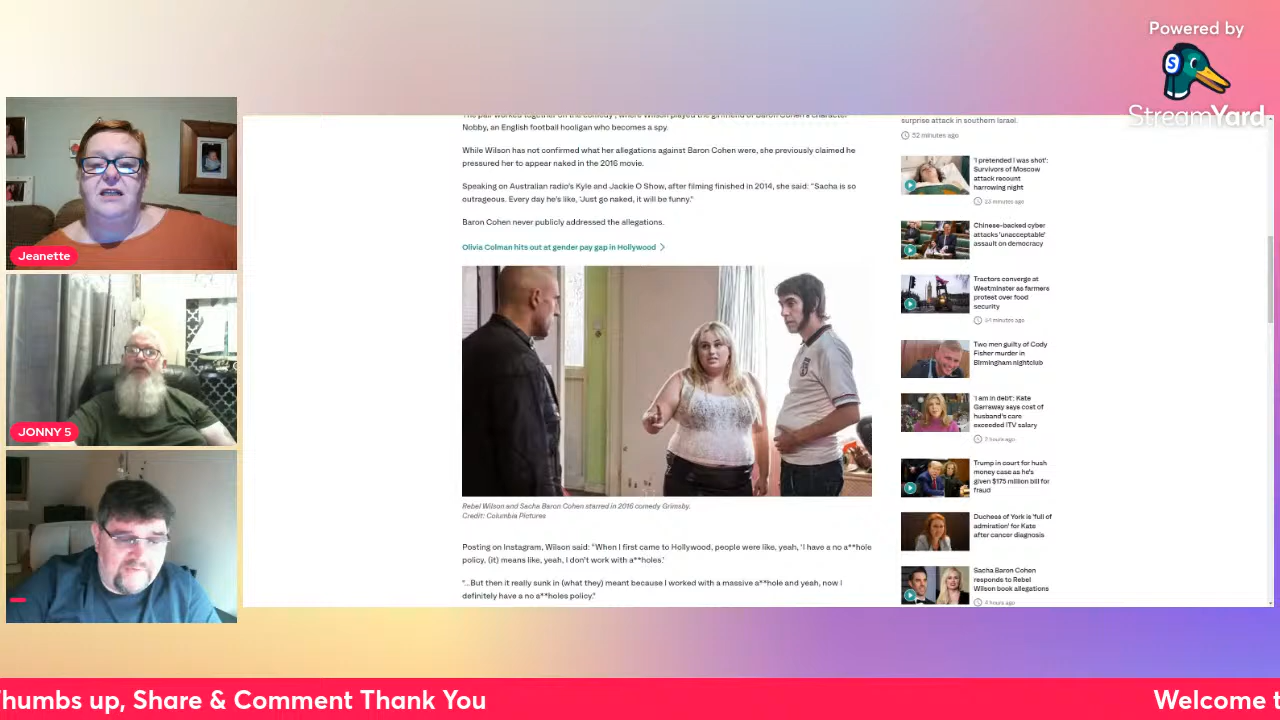 Powered by
StreamYard
Jeanette
JONNY 5
Nobby, an English football hooligan who becomes a spy.
While Wilson has not confirmed what her allegations against Baron Cohen were, she previously claimed he
pressured her to appear naked in the 2016 movie.
Speaking on Australian radio's Kyle and Jackie O Show, after filming finished in 2014, she said: "Sacha is so
outrageous. Every day he's like, 'Just go naked, it will be funny."
Baron Cohen never publicly addressed the allegations.
Olivia Colman hits out at gender pay gap in Hollywood >
Rebel Wilson and Sacha Baron Cohen starred in 2016 comedy Grimsby.
Credit: Columbia Pictures
Posting on Instagram, Wilson said: "When I first came to Hollywood, people were like, yeah, 'I have a no a**hole
policy, (it) means like, yeah, I don't work with a**holes.'
"...But then it really sunk in (what they) meant because I worked with a massive a**hole and yeah, now I
definitely have a no a**holes policy."
surprise attack in southern Israel.
52 minutes ago
'I pretended I was shot':
Survivors of Moscow
attack recount
harrowing night
minutes ago
Chinese-backed cyber
attacks 'unacceptable'
assault on democracy
Tractors converge at
Westminster as farmers
protest over food
security
minutes ago
Two men guilty of Cody
Fisher murder in
Birmingham nightclub
'I am in debt': Kate
Garraway says cost of
husband's care
exceeded ITV salary
7 hours ago
Trump in court for hush
money case as he's
given $175 million bill for
fraud
Duchess of York is 'full of
admiration' for Kate
after cancer diagnosis
Sacha Baron Cohen
responds to Rebel
Wilson book allegations
hours ago
humbs up, Share & Comment Thank You
Welcome t